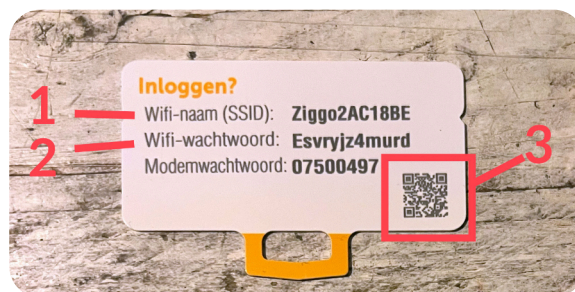 Inloggen?
1 Wifi-naam (SSID): Ziggo2AC18BE
2 Wifi-wachtwoord: Esvryjz4murd
Modemwachtwoord: 07500497
3